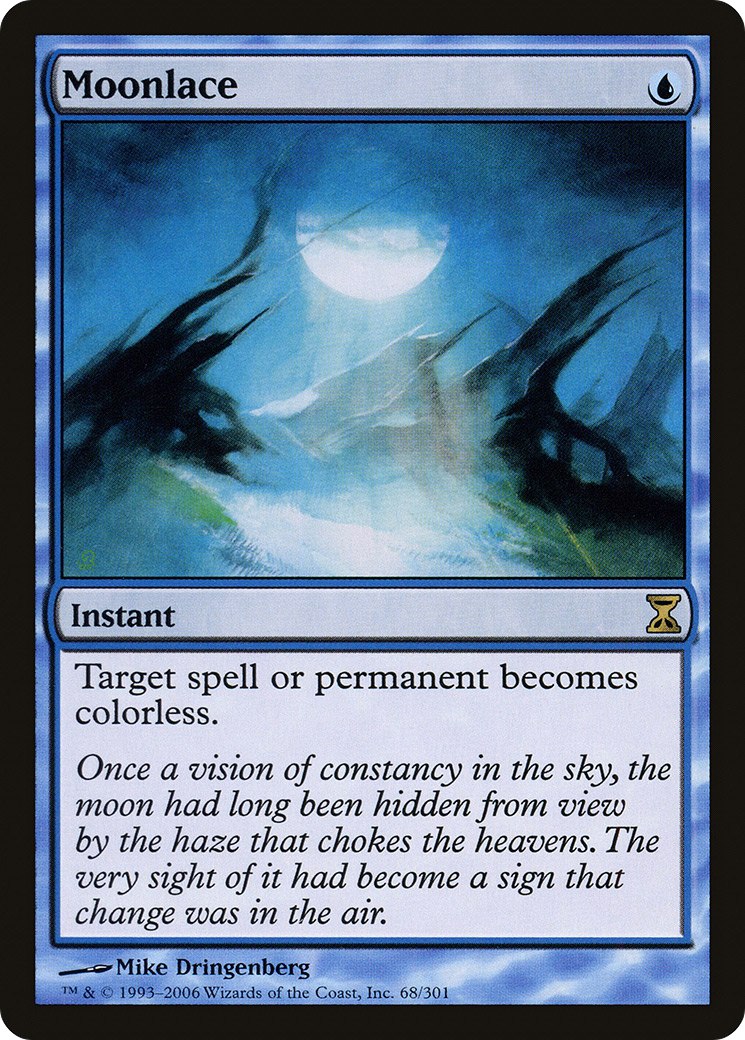 Moonlace
Instant
Target spell or permanent becomes
colorless.
Once a vision of constancy in the sky, the
moon had long been hidden from view
by the haze that chokes the heavens. The
very sight of it had become a sign that
change was in the air.
Mike Dringenberg
™ & © 1993–2006 Wizards of the Coast, Inc. 68/301